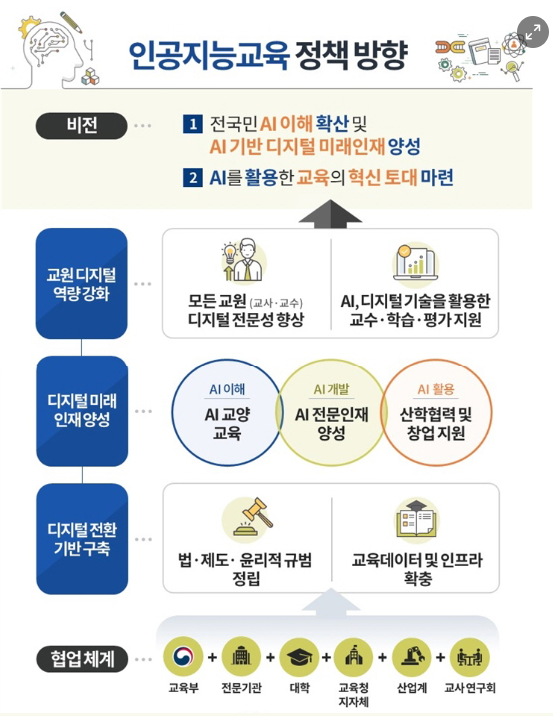 인공지능교육 정책 방향
비전
1 전국민 AI 이해 확산 및
AI 기반 디지털 미래인재 양성
2 AI를 활용한 교육의 혁신 토대 마련
교원 디지털
역량 강화
모든 교원 (교사·교수)
디지털 전문성 향상
AI, 디지털 기술을 활용한
교수·학습·평가 지원
디지털 미래
인재 양성
AI 이해
AI 교양
교육
AI 개발
AI 전문인재
양성
AI 활용
산학협력 및
창업 지원
디지털 전환
기반 구축
법·제도· 윤리적 규범
정립
교육데이터 및 인프라
확충
협업 체계
교육부
전문기관
대학
교육청
지자체
산업계
교사 연구회